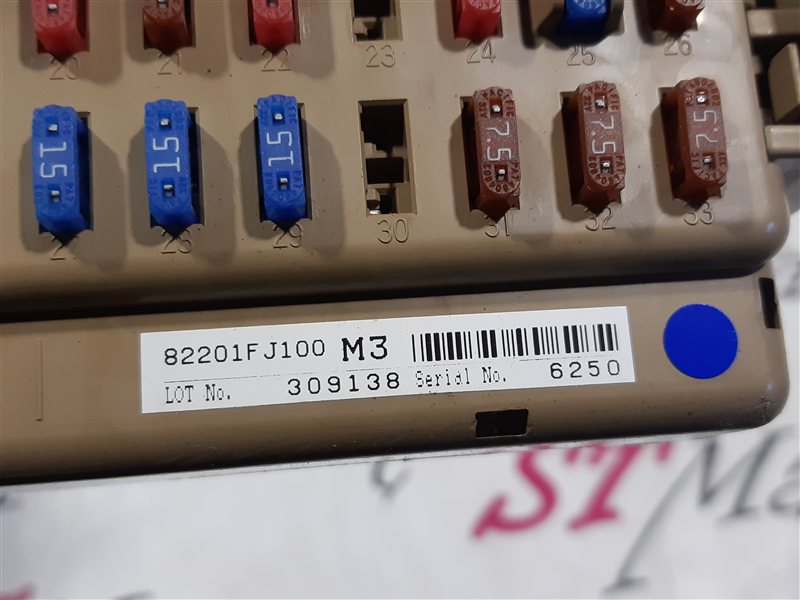 20 21 22 23 24 25 26
15 15 15 7.5 7.5 7.5
27 28 29 30 31 32 33
82201FJ100 M3
LOT No. 309138 Serial No. 6250
STMa